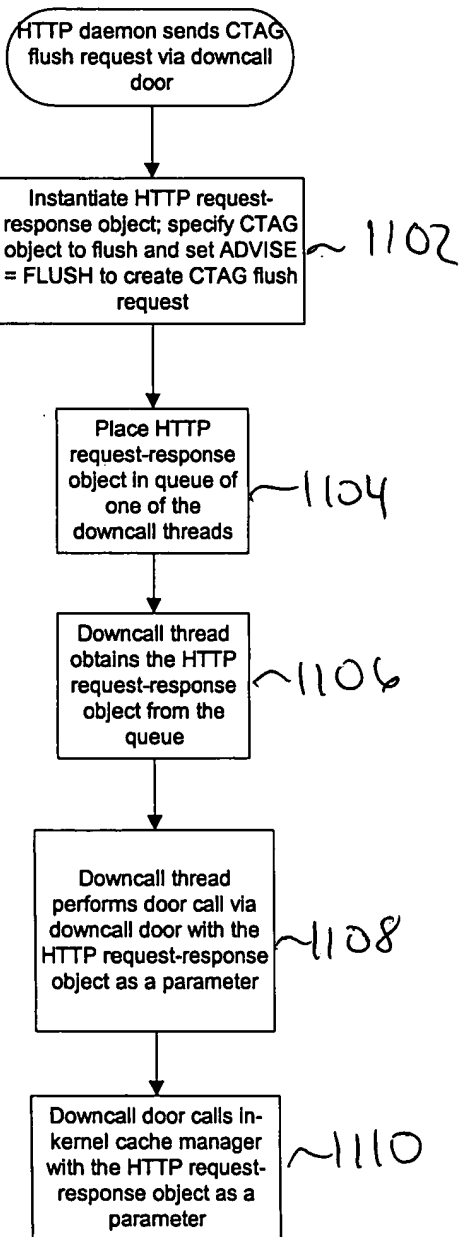 HTTP daemon sends CTAG
flush request via downcall
door
Instantiate HTTP request-
response object; specify CTAG
object to flush and set ADVISE
= FLUSH to create CTAG flush
request
1102
Place HTTP
request-response
object in queue of
one of the
downcall threads
1104
Downcall thread
obtains the HTTP
request-response
object from the
queue
1106
Downcall thread
performs door call via
downcall door with the
HTTP request-response
object as a parameter
1108
Downcall door calls in-
kernel cache manager
with the HTTP request-
response object as a
parameter
1110